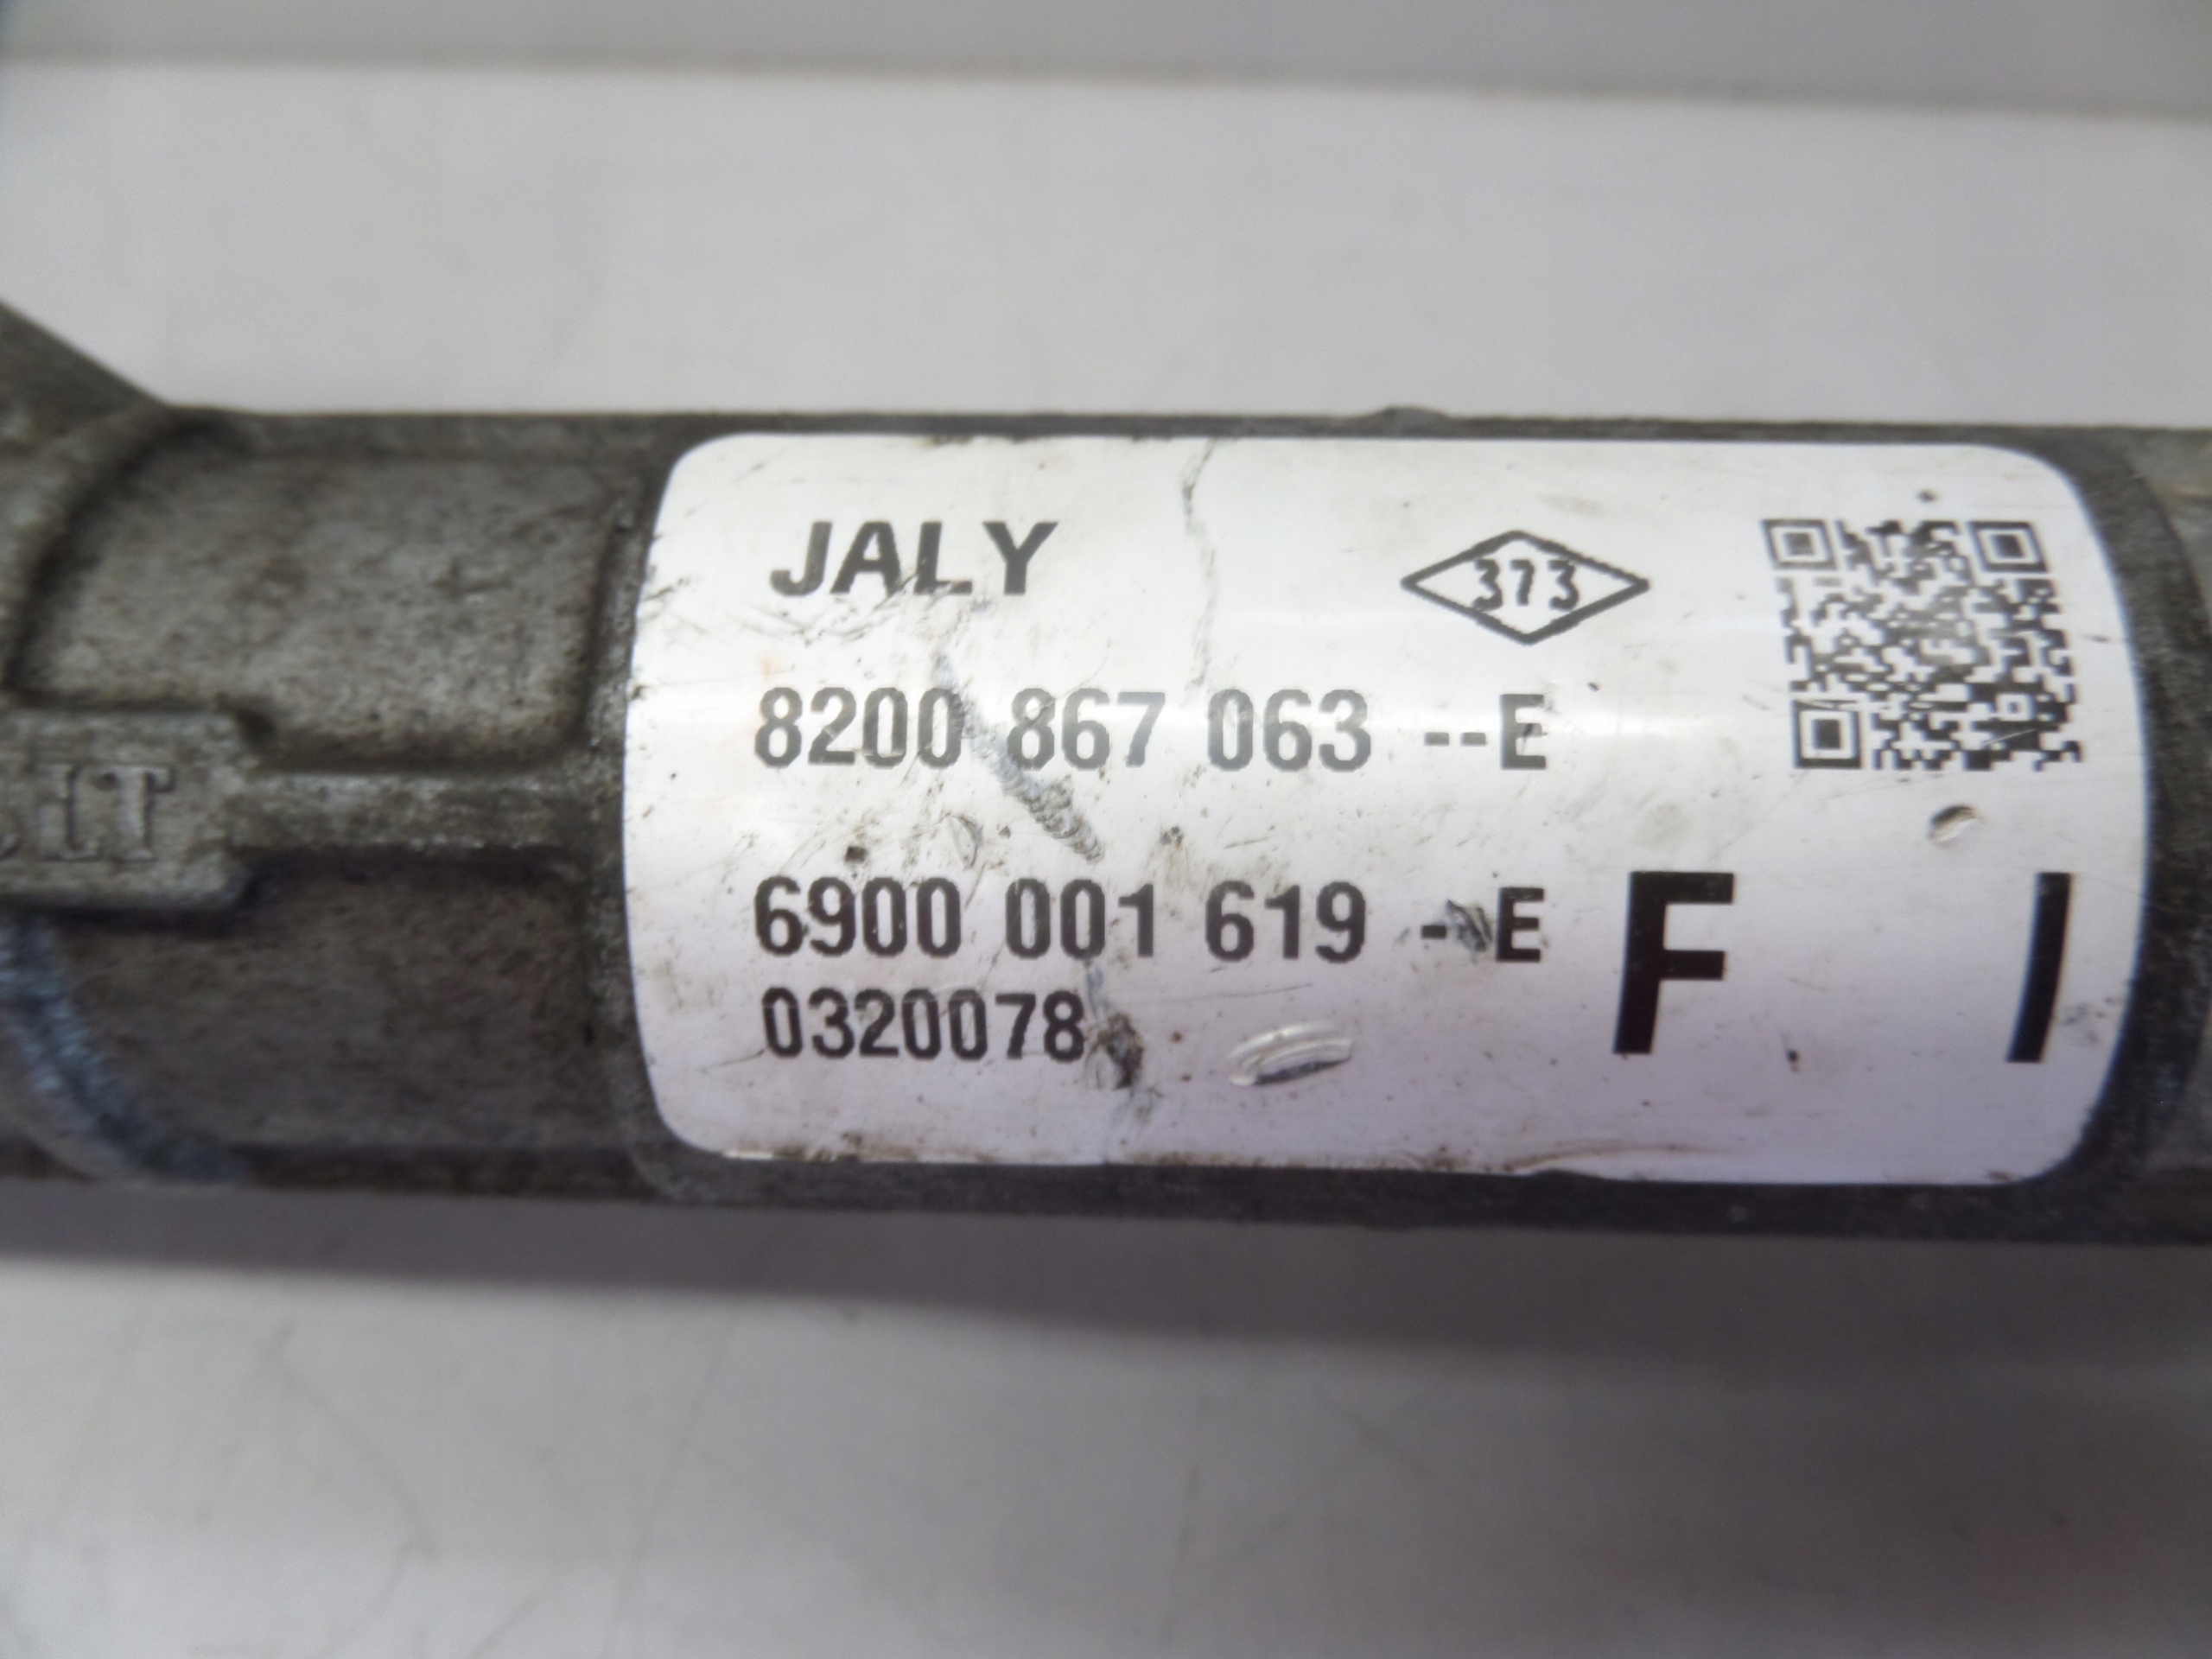 JALY
373
8200 867 063 --E
6900 001 619 - E
F I
0320078